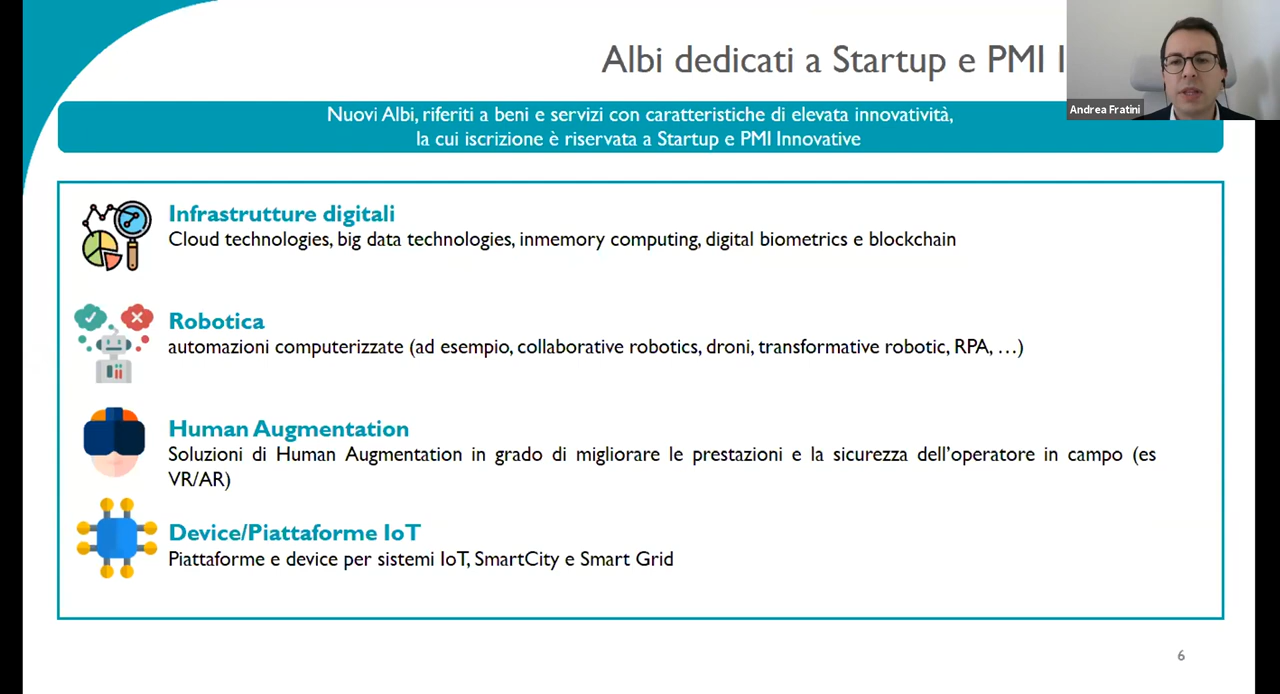 Albi dedicati a Startup e PMI
Andrea Fratini
Nuovi Albi, riferiti a beni e servizi con caratteristiche di elevata innovatività,
la cui iscrizione è riservata a Startup e PMI Innovative
Infrastrutture digitali
Cloud technologies, big data technologies, inmemory computing, digital biometrics e blockchain
Robotica
automazioni computerizzate (ad esempio, collaborative robotics, droni, transformative robotic, RPA, …)
Human Augmentation
Soluzioni di Human Augmentation in grado di migliorare le prestazioni e la sicurezza dell’operatore in campo (es
VR/AR)
Device/Piattaforme IoT
Piattaforme e device per sistemi IoT, SmartCity e Smart Grid
6